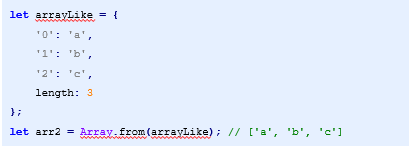 let arrayLike = {
    '0': 'a',
    '1': 'b',
    '2': 'c',
    length: 3
};
let arr2 = Array.from(arrayLike); // ['a', 'b', 'c']